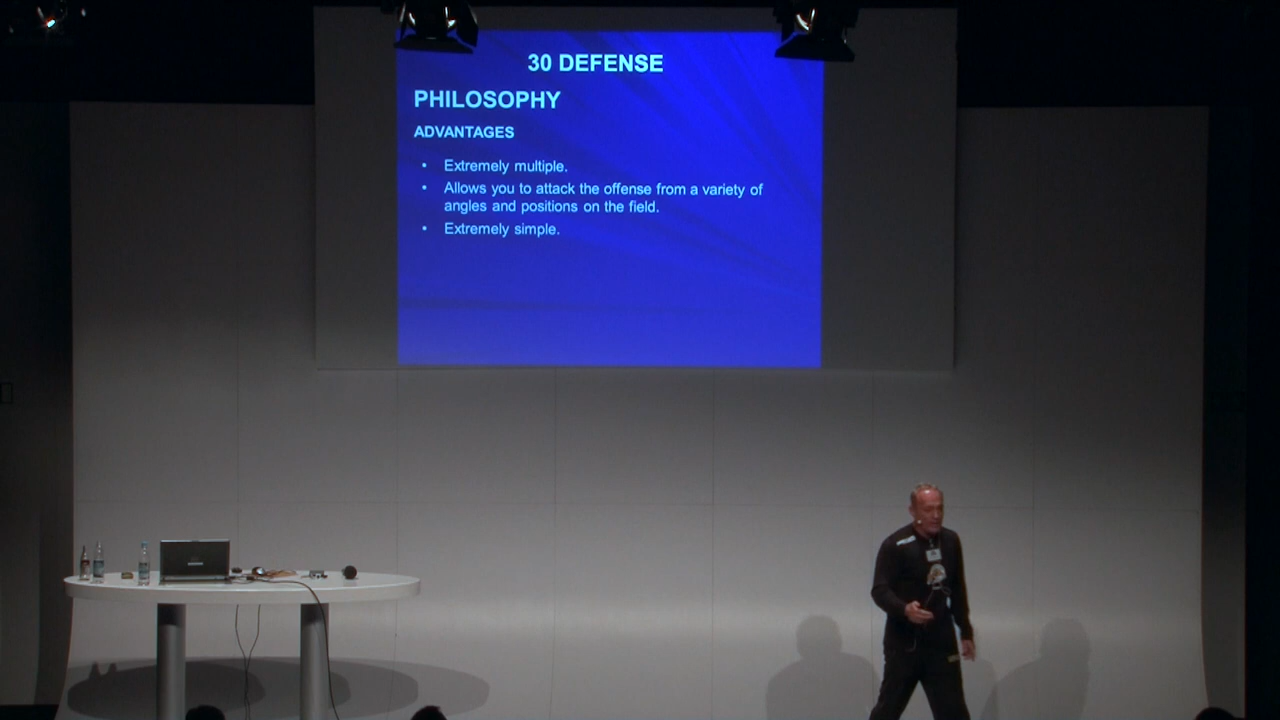 30 DEFENSE
PHILOSOPHY
ADVANTAGES
• Extremely multiple.
• Allows you to attack the offense from a variety of
angles and positions on the field.
• Extremely simple.